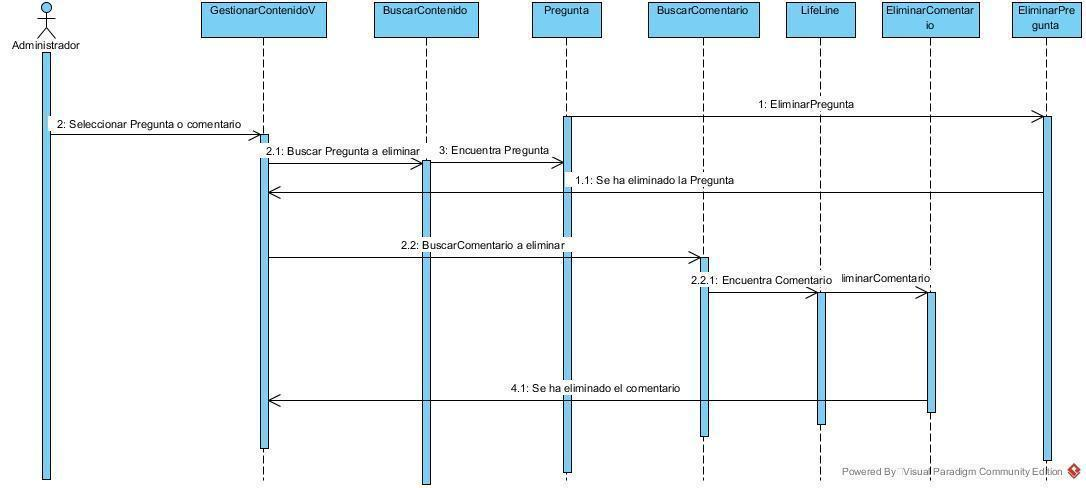 Administrador
GestionarContenidoV
BuscarContenido
Pregunta
BuscarComentario
LifeLine
EliminarComentar
io
EliminarPre
gunta
1: EliminarPregunta
2: Seleccionar Pregunta o comentario
2.1: Buscar Pregunta a eliminar
3: Encuentra Pregunta
1.1: Se ha eliminado la Pregunta
2.2: BuscarComentario a eliminar
2.2.1: Encuentra Comentario
liminarComentario
4.1: Se ha eliminado el comentario
Powered By Visual Paradigm Community Edition